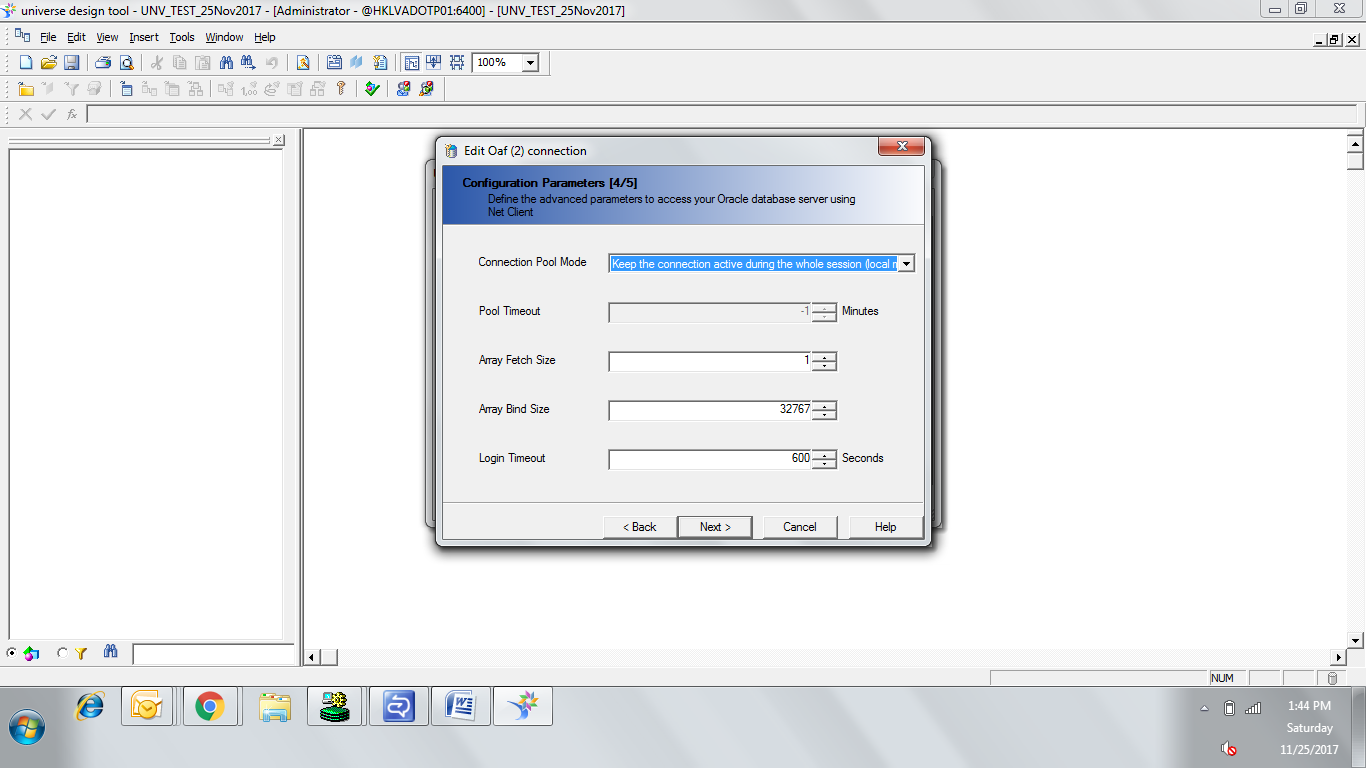 universe design tool - UNV_TEST_25Nov2017 - [Administrator - @HKLVADOTP01:6400] - [UNV_TEST_25Nov2017]
File Edit View Insert Tools Window Help
100%
Edit Oaf (2) connection
Configuration Parameters [4/5]
Define the advanced parameters to access your Oracle database server using
Net Client
Connection Pool Mode Keep the connection active during the whole session (local
Pool Timeout -1 Minutes
Array Fetch Size 1
Array Bind Size 32767
Login Timeout 600 Seconds
< Back Next > Cancel Help
NUM
1:44 PM
Saturday
11/25/2017